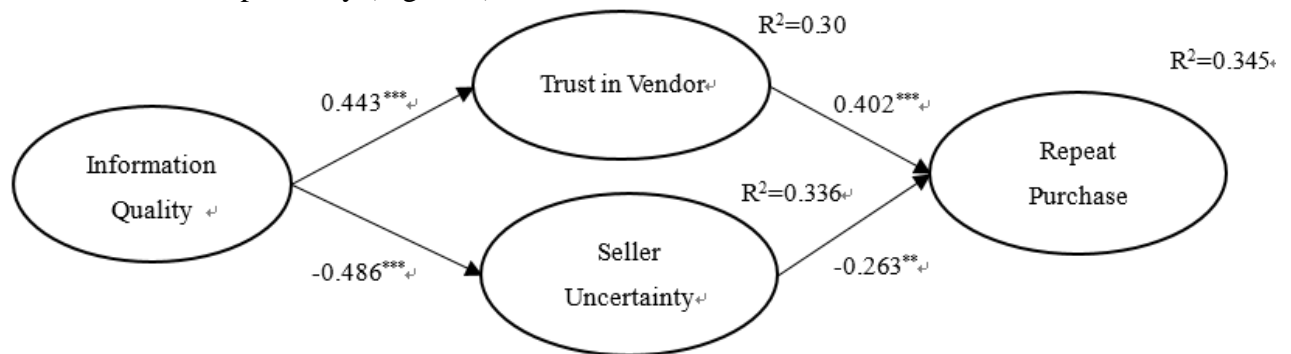 R²=0.30
R²=0.345
Trust in Vendor
0.443***
0.402***
Information
Quality
Repeat
Purchase
R²=0.336
Seller
Uncertainty
-0.486***
-0.263**